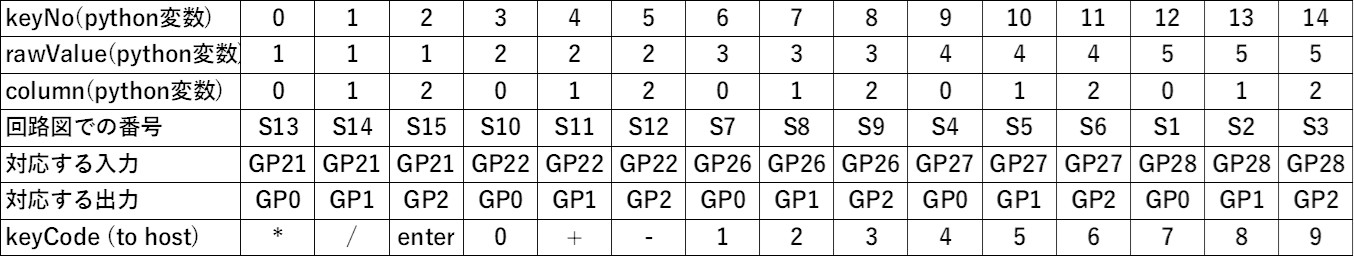 keyNo(python変数) 0 1 2 3 4 5 6 7 8 9 10 11 12 13 14
rawValue(python変数) 1 1 1 2 2 2 3 3 3 4 4 4 5 5 5
column(python変数) 0 1 2 0 1 2 0 1 2 0 1 2 0 1 2
回路図での番号 S13 S14 S15 S10 S11 S12 S7 S8 S9 S4 S5 S6 S1 S2 S3
対応する入力 GP21 GP21 GP21 GP22 GP22 GP22 GP26 GP26 GP26 GP27 GP27 GP27 GP28 GP28 GP28
対応する出力 GP0 GP1 GP2 GP0 GP1 GP2 GP0 GP1 GP2 GP0 GP1 GP2 GP0 GP1 GP2
keyCode (to host) * / enter 0 + - 1 2 3 4 5 6 7 8 9